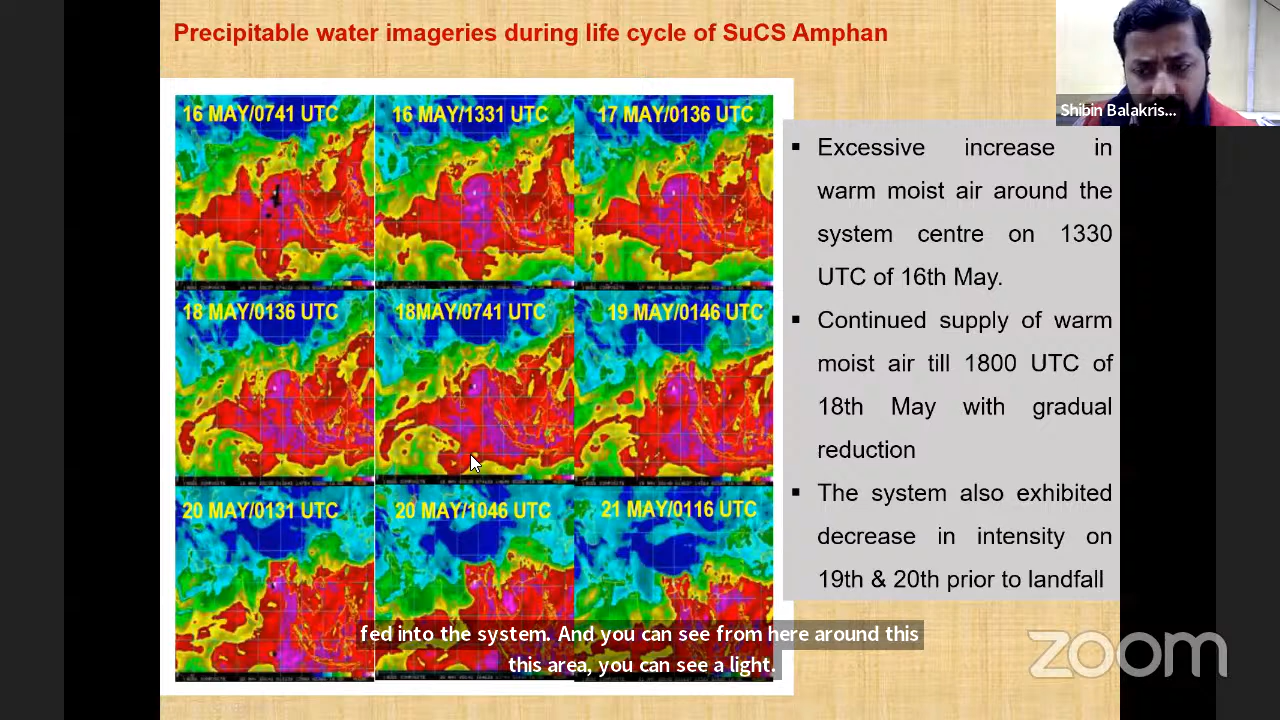 Precipitable water imageries during life cycle of SuCS Amphan
Shibin Balakris...
16 MAY/0741 UTC
16 MAY/1331 UTC
17 MAY/0136 UTC
18 MAY/0136 UTC
18MAY/0741 UTC
19 MAY/0146 UTC
20 MAY/0131 UTC
20 MAY/1046 UTC
21 MAY/0116 UTC
▪ Excessive increase in
warm moist air around the
system centre on 1330
UTC of 16th May.
▪ Continued supply of warm
moist air till 1800 UTC of
18th May with gradual
reduction
▪ The system also exhibited
decrease in intensity on
19th & 20th prior to landfall
fed into the system. And you can see from here around this
this area, you can see a light.
zoom